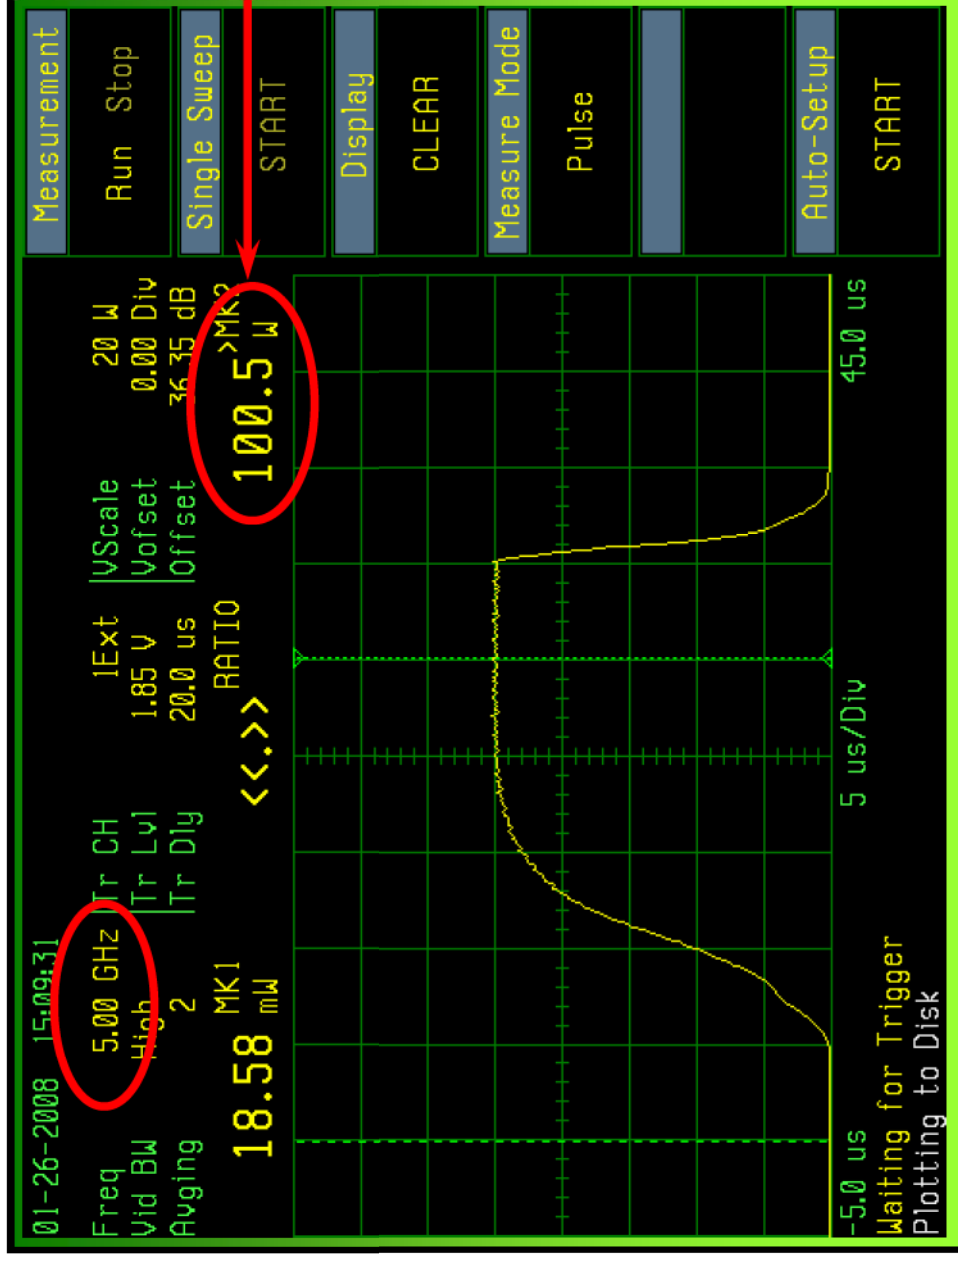 01-26-2008 15:09:31
Freq 5.00 GHz |Tr CH 1Ext |VScale 20 W
Vid BW High |Tr Lvl 1.85 V |Vofset 0.00 Div
Avging 2 |Tr Dly 20.0 us |Offset 36.35 dB
18.58 mW MK1 <<.>> RATIO 100.5 W >MK2
-5.0 us 5 us/Div 45.0 us
Waiting for Trigger
Plotting to Disk
Measurement
Run Stop
Single Sweep
START
Display
CLEAR
Measure Mode
Pulse
Auto-Setup
START